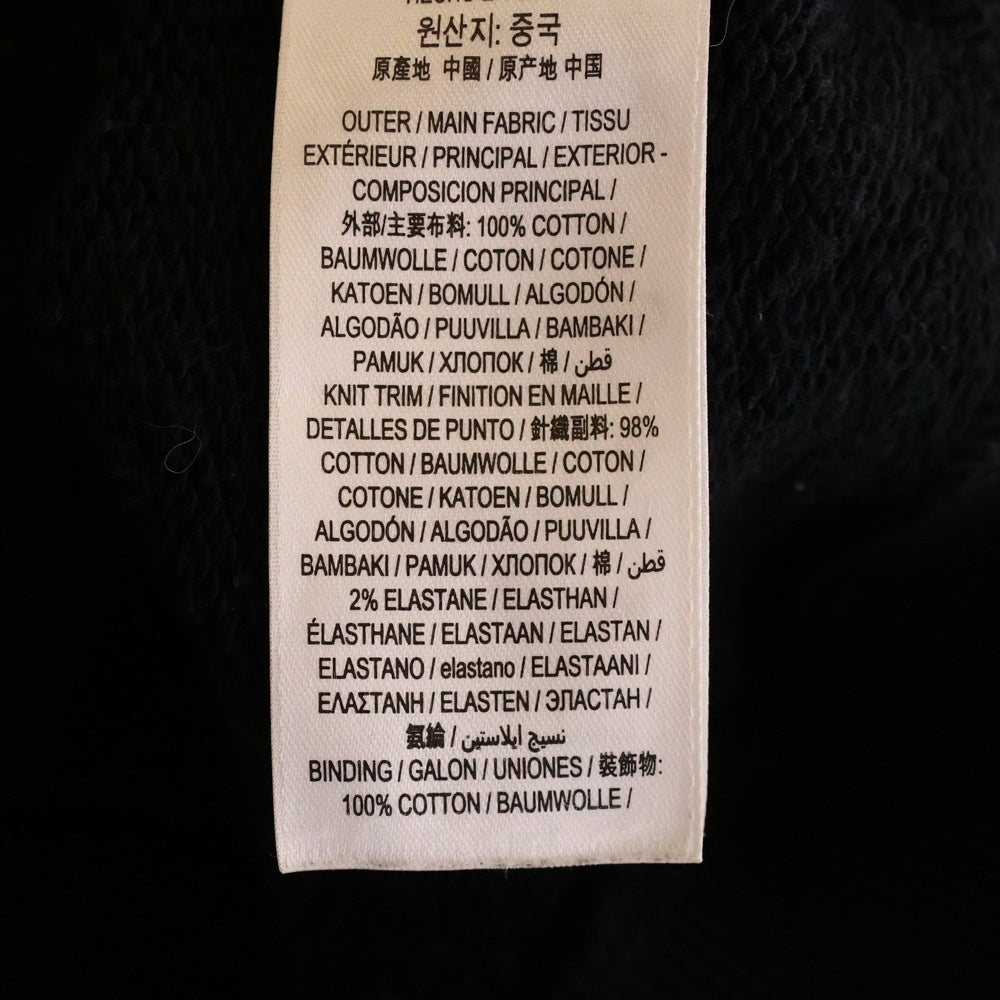 원산지: 중국
原產地 中國 / 原产地 中国
OUTER / MAIN FABRIC / TISSU
EXTÉRIEUR / PRINCIPAL / EXTERIOR -
COMPOSICION PRINCIPAL /
外部/主要布料: 100% COTTON /
BAUMWOLLE / COTON / COTONE /
KATOEN / BOMULL / ALGODÓN /
ALGODÃO / PUUVILLA / BAMBAKI /
PAMUK / ХЛОПОК / 棉 / قطن
KNIT TRIM / FINITION EN MAILLE /
DETALLES DE PUNTO / 針織副料: 98%
COTTON / BAUMWOLLE / COTON /
COTONE / KATOEN / BOMULL /
ALGODÓN / ALGODÃO / PUUVILLA /
BAMBAKI / PAMUK / ХЛОПОК / 棉 / قطن
2% ELASTANE / ELASTHAN /
ÉLASTHANE / ELASTAAN / ELASTAN /
ELASTANO / elastano / ELASTAANI /
ΕΛΑΣΤΑΝΗ / ELASTEN / ЭЛАСТАН /
氨綸 / نسيج ايلاستين
BINDING / GALON / UNIONES / 裝飾物:
100% COTTON / BAUMWOLLE /